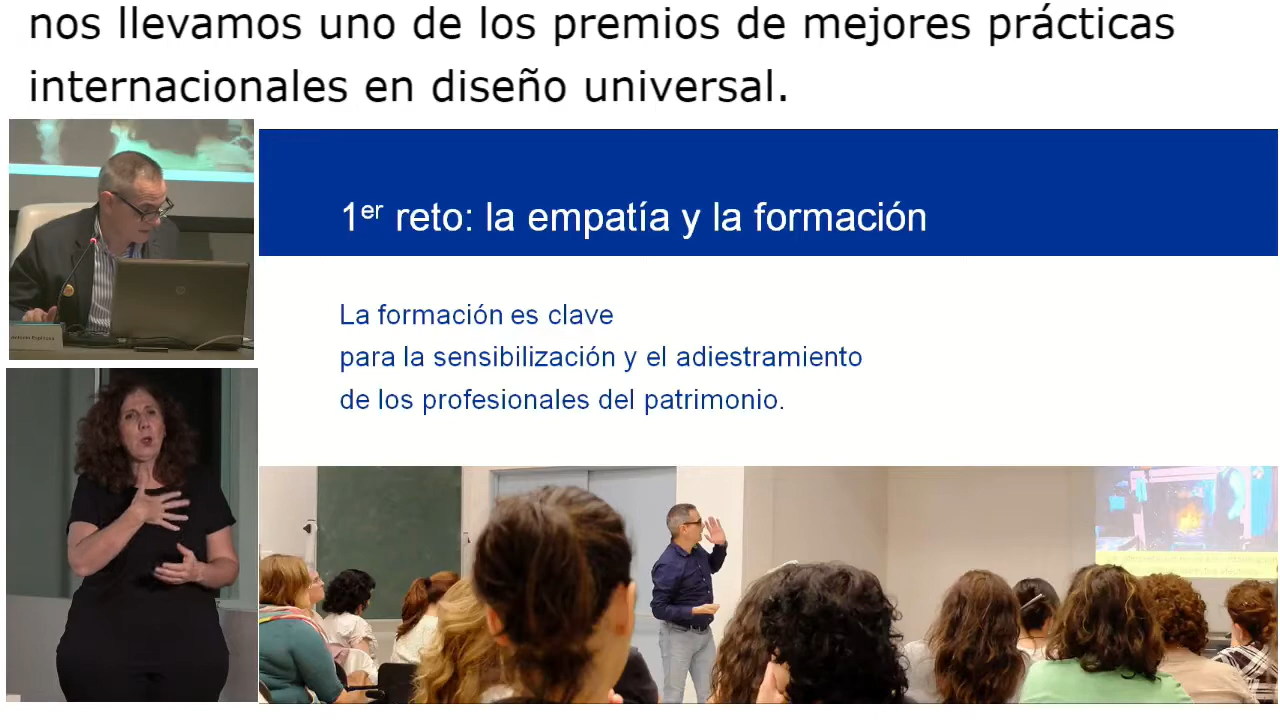 nos llevamos uno de los premios de mejores prácticas
internacionales en diseño universal.
1er reto: la empatía y la formación
La formación es clave
para la sensibilización y el adiestramiento
de los profesionales del patrimonio.